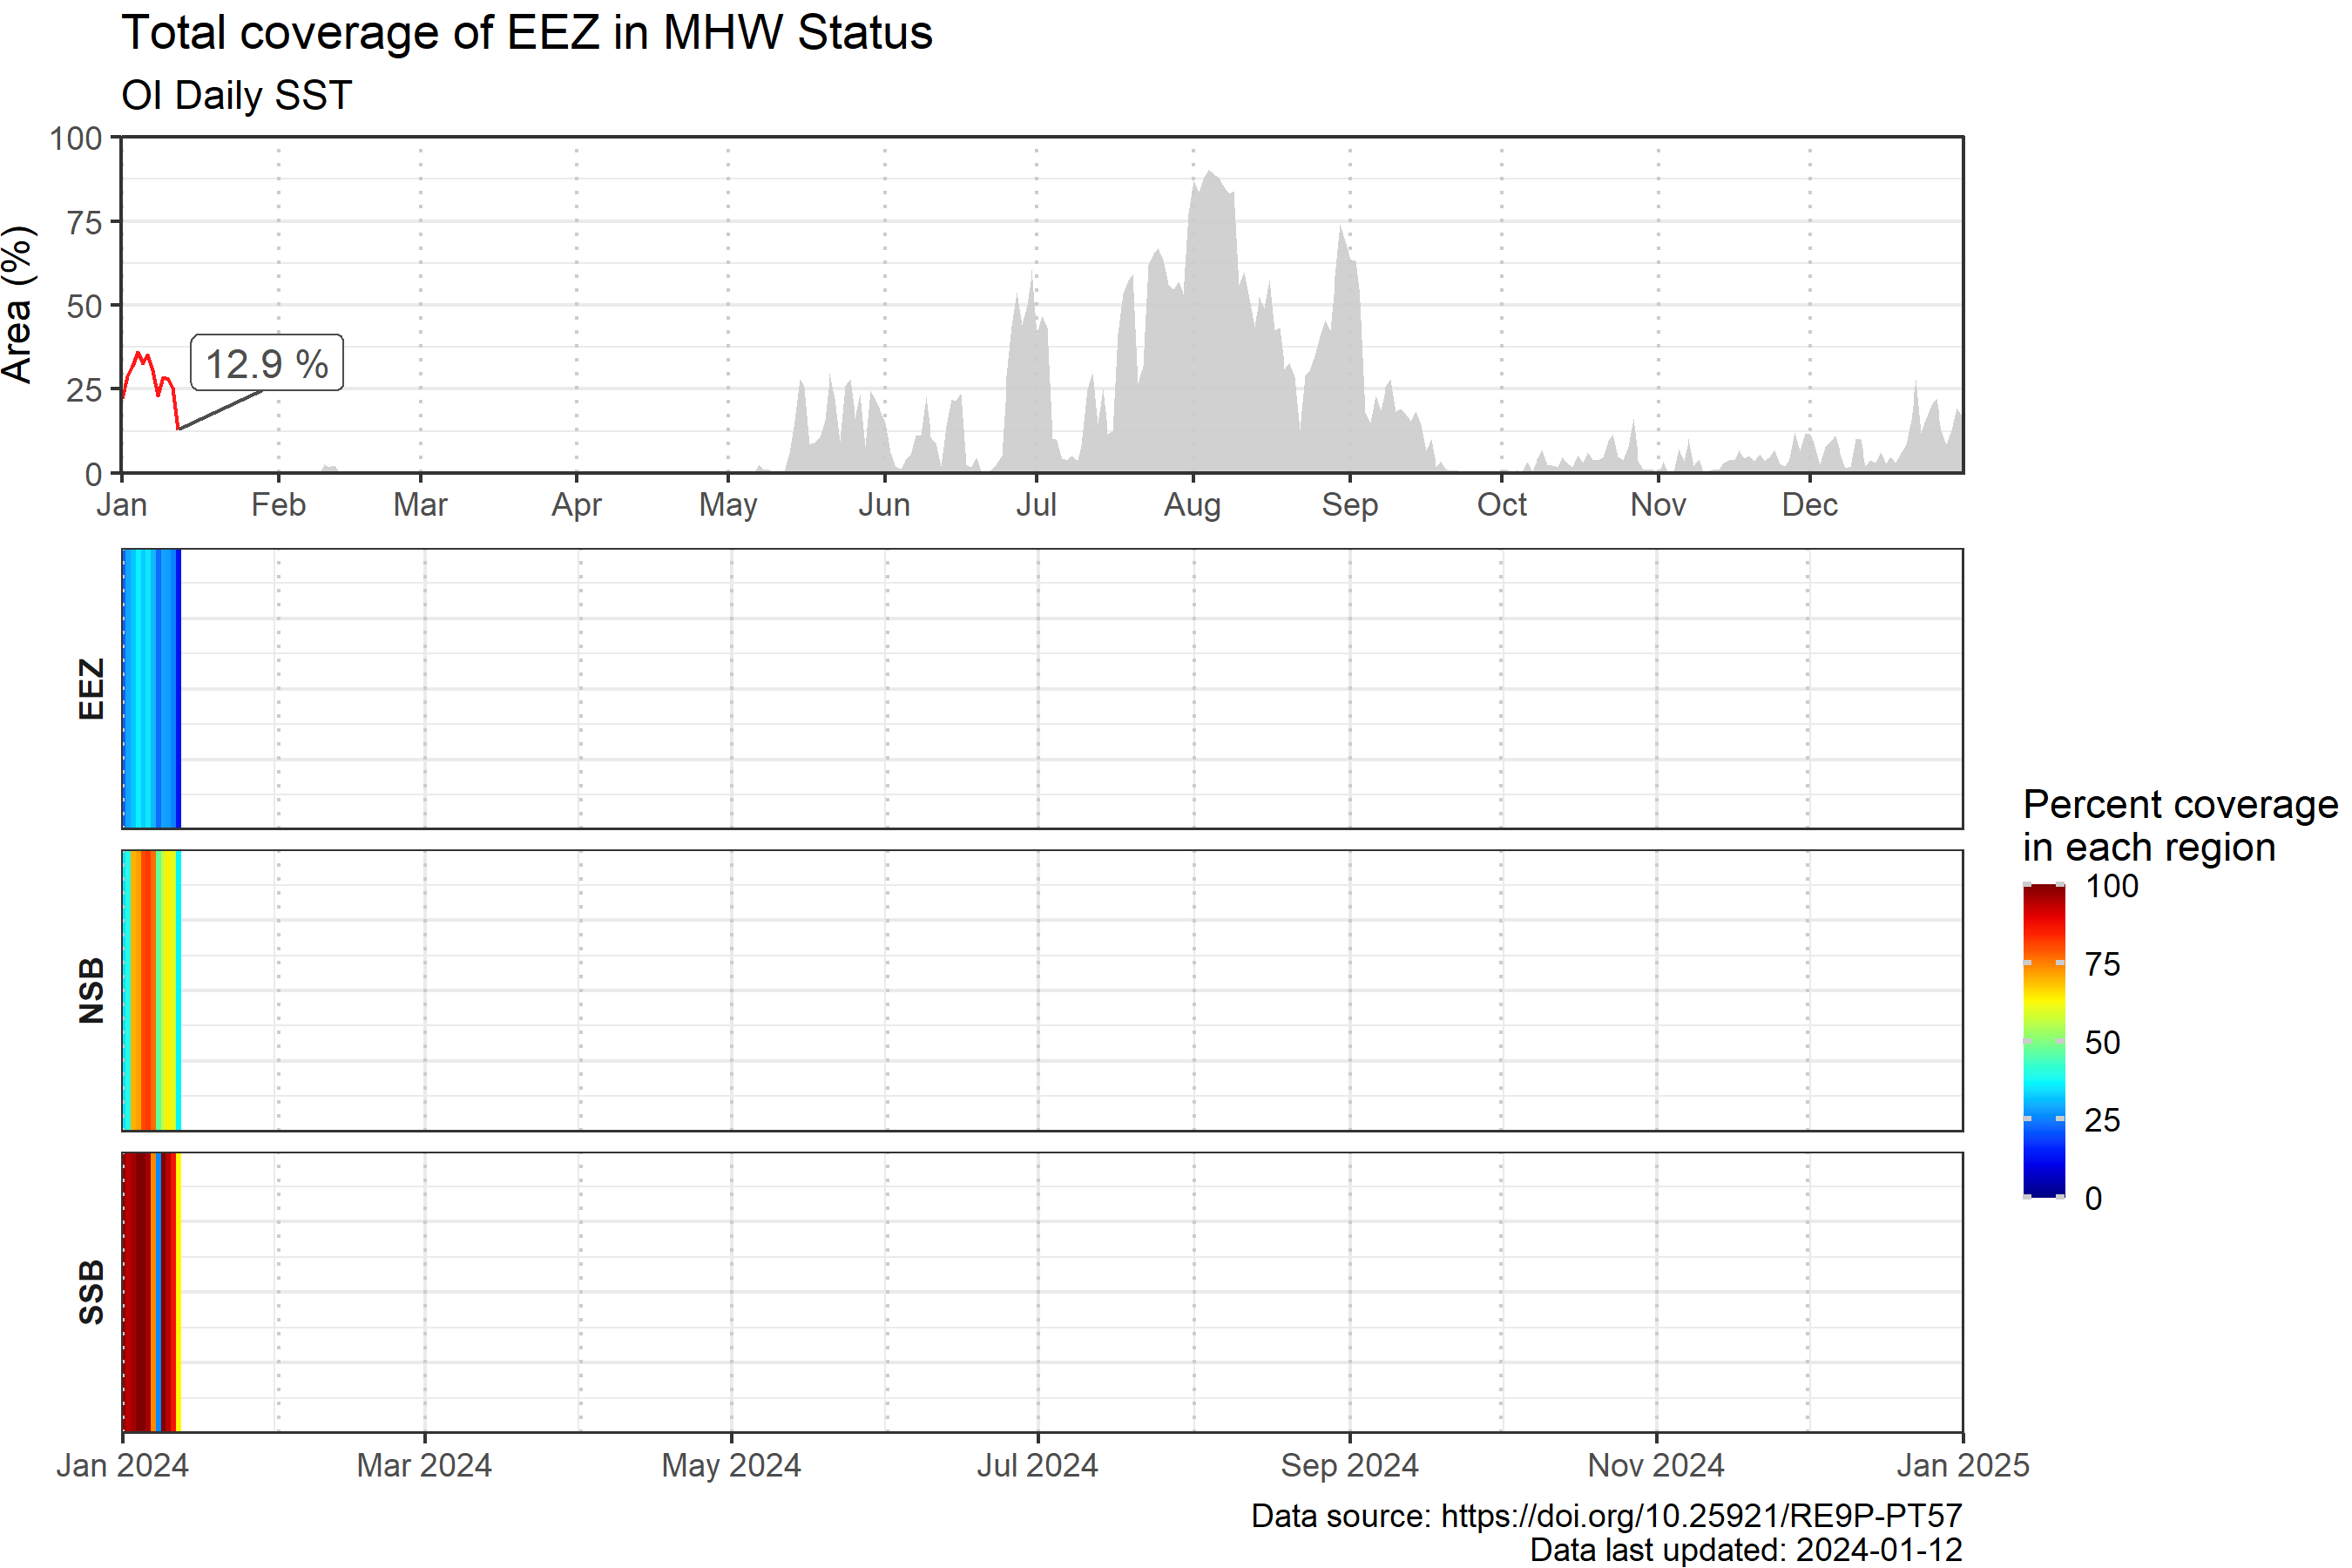 Total coverage of EEZ in MHW Status
OI Daily SST
Area (%)
100
75
50
25
0
12.9 %
Jan Feb Mar Apr May Jun Jul Aug Sep Oct Nov Dec
EEZ
NSB
SSB
Jan 2024 Mar 2024 May 2024 Jul 2024 Sep 2024 Nov 2024 Jan 2025
Percent coverage
in each region
100
75
50
25
0
Data source: https://doi.org/10.25921/RE9P-PT57
Data last updated: 2024-01-12